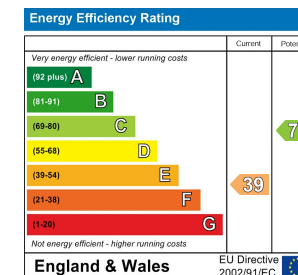 Energy Efficiency Rating
Current
Very energy efficient - lower running costs
(92 plus) A
(81-91) B
(69-80) C
7
(55-68) D
(39-54) E
39
(21-38) F
(1-20) G
Not energy efficient - higher running costs
England & Wales
EU Directive
2002/91/EC